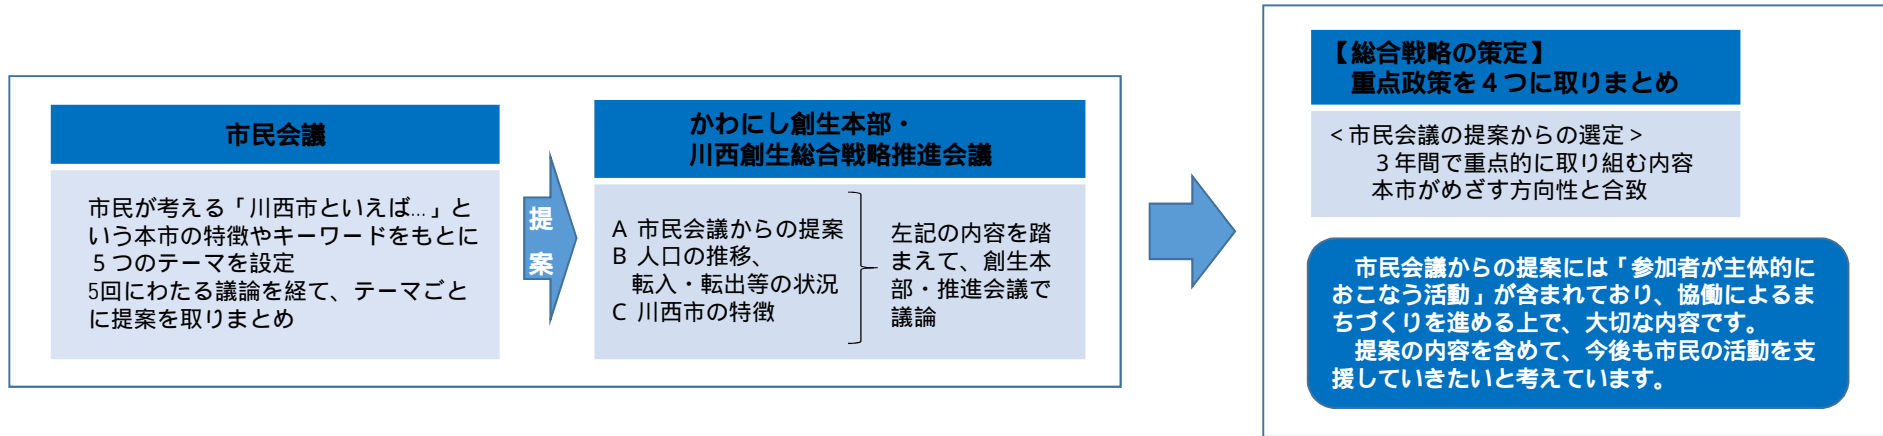 市民会議
市民が考える「川西市といえば…」と
いう本市の特徴やキーワードをもとに
５つのテーマを設定
5回にわたる議論を経て、テーマごと
に提案を取りまとめ
提
案
かわにし創生本部・
川西創生総合戦略推進会議
A 市民会議からの提案
B 人口の推移、
転入・転出等の状況
C 川西市の特徴
左記の内容を踏
まえて、創生本
部・推進会議で
議論
【総合戦略の策定】
重点政策を４つに取りまとめ
＜市民会議の提案からの選定＞
３年間で重点的に取り組む内容
本市がめざす方向性と合致
市民会議からの提案には「参加者が主体的に
おこなう活動」が含まれており、協働によるま
ちづくりを進める上で、大切な内容です。
提案の内容を含めて、今後も市民の活動を支
援していきたいと考えています。